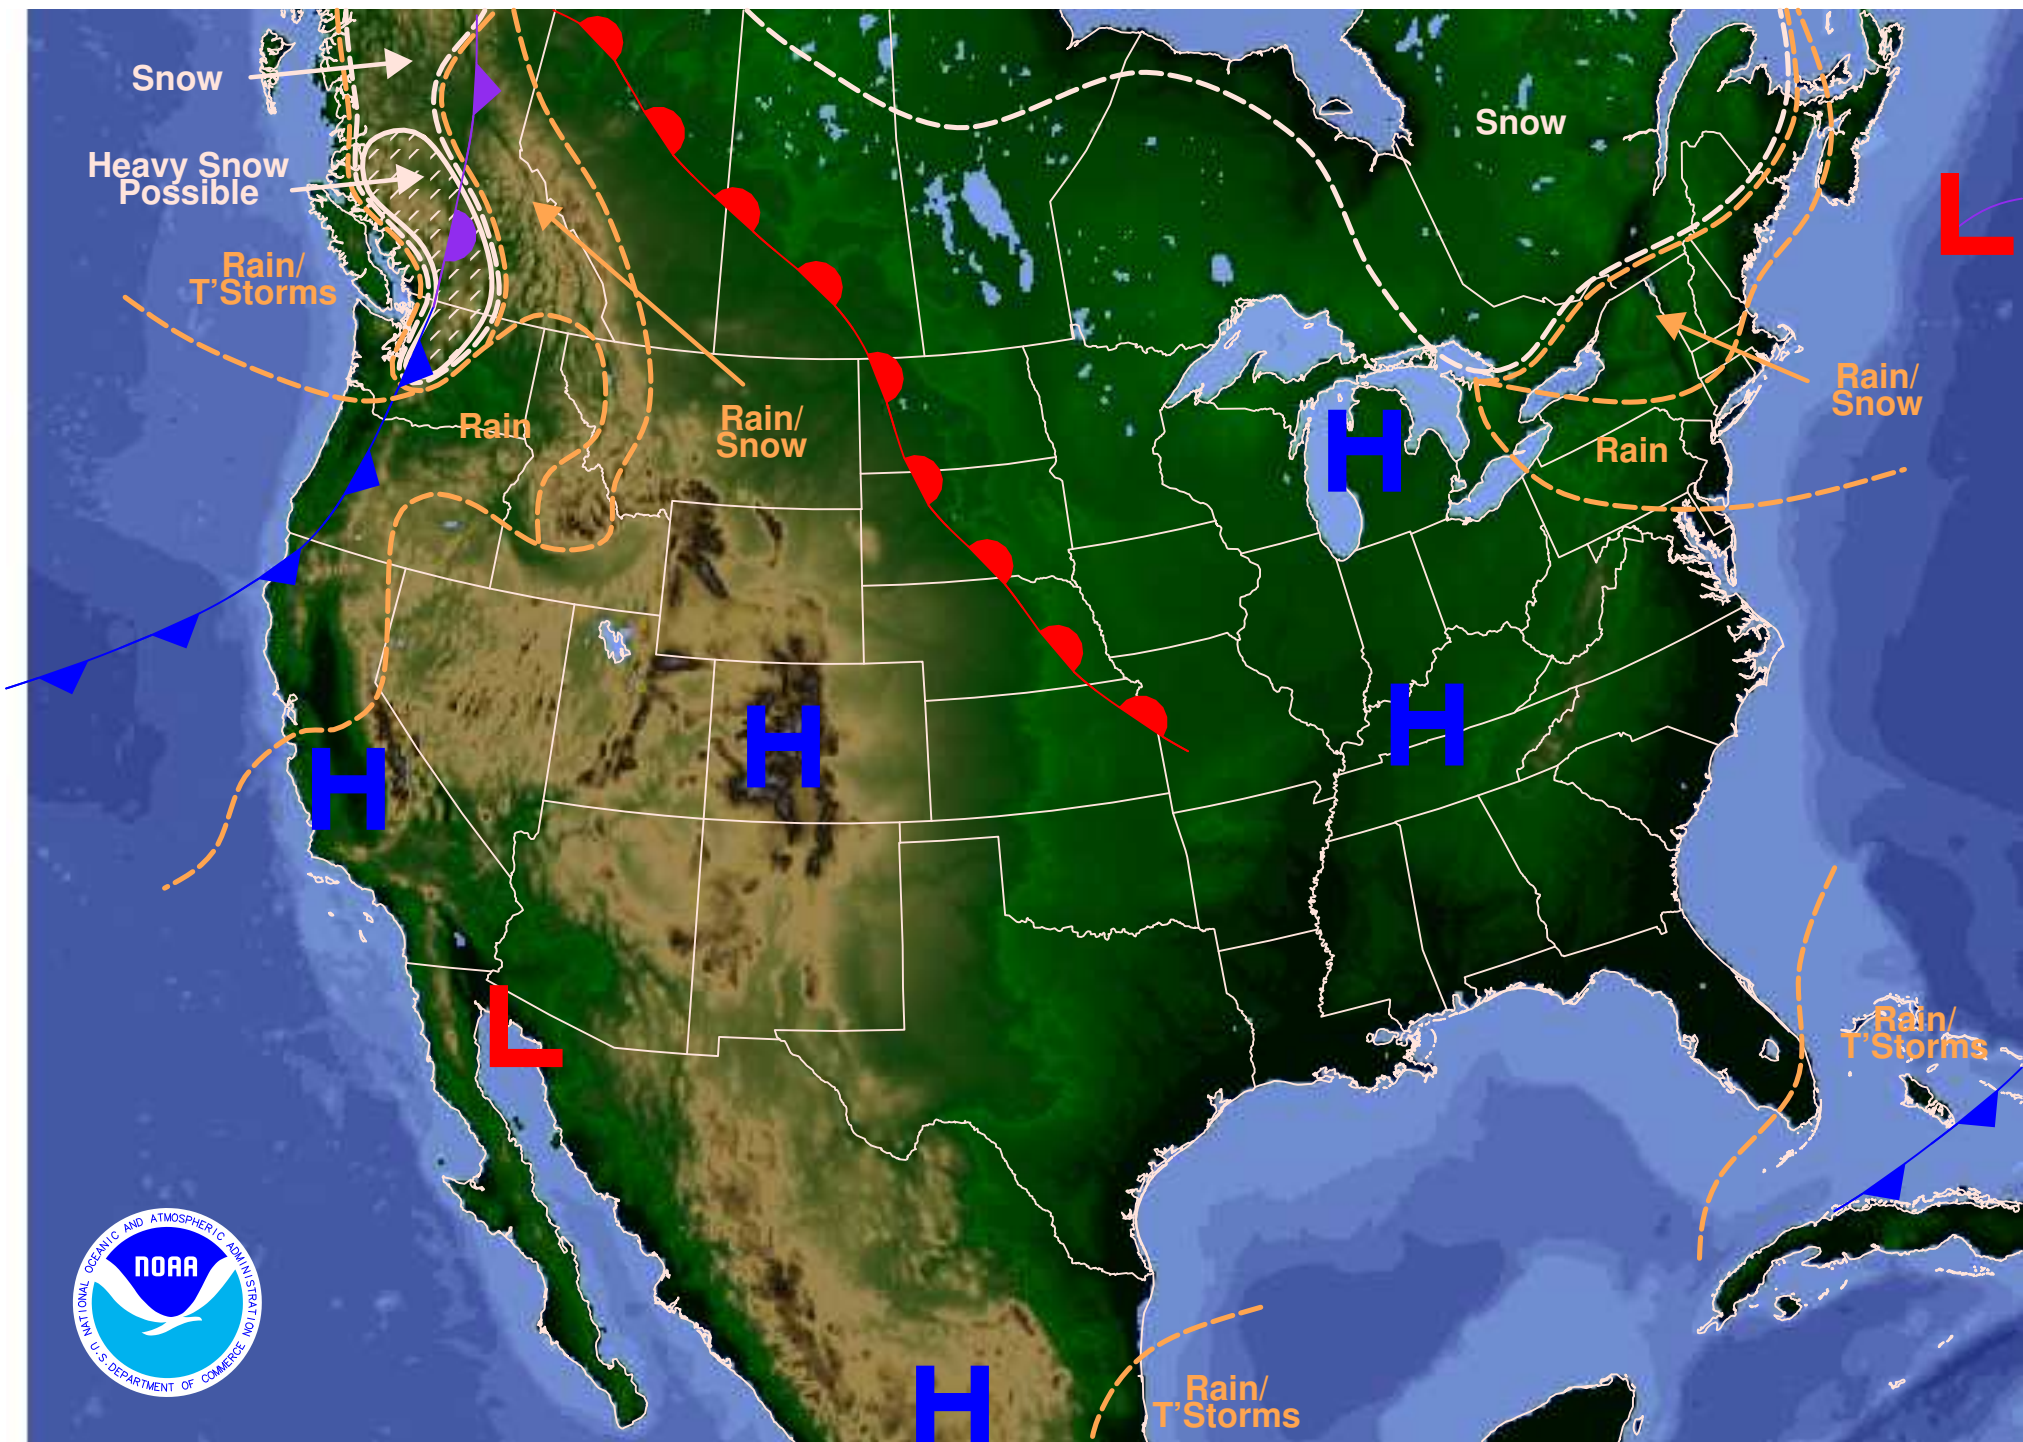 Snow
Snow
Heavy Snow
Possible
Rain/
T'Storms
Rain/
Snow
Rain
Rain/
Snow
Rain
H
H
H
H
H
L
L
Rain/
T'Storms
Rain/
T'Storms
NATIONAL OCEANIC AND ATMOSPHERIC ADMINISTRATION
NOAA
U.S. DEPARTMENT OF COMMERCE